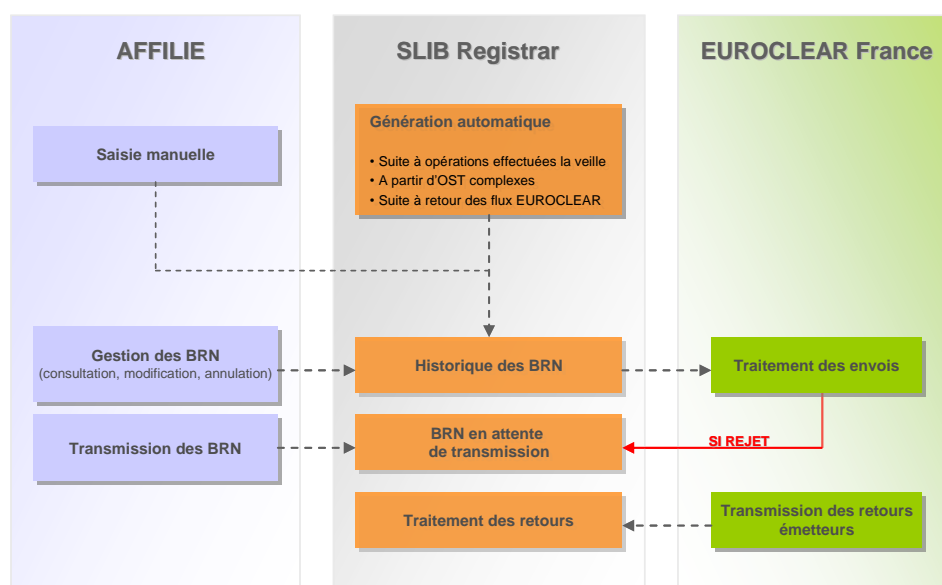 AFFILIE
SLIB Registrar
EUROCLEAR France
Saisie manuelle
Génération automatique
• Suite à opérations effectuées la veille
• A partir d'OST complexes
• Suite à retour des flux EUROCLEAR
Gestion des BRN
(consultation, modification, annulation)
Historique des BRN
Traitement des envois
Transmission des BRN
BRN en attente
de transmission
SI REJET
Traitement des retours
Transmission des retours
émetteurs